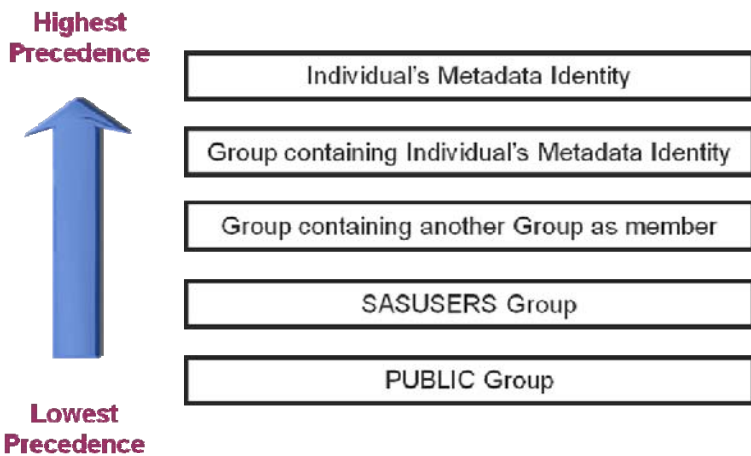 Highest
Precedence
Individual's Metadata Identity
Group containing Individual's Metadata Identity
Group containing another Group as member
SASUSERS Group
PUBLIC Group
Lowest
Precedence